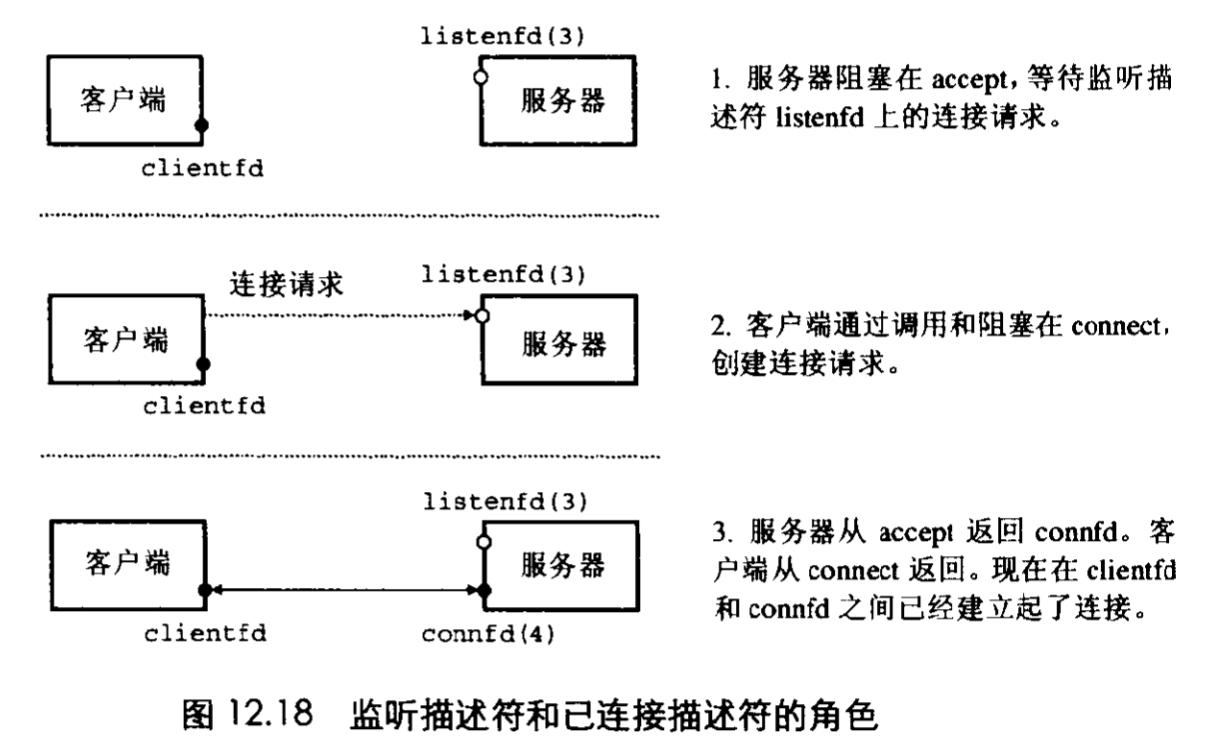 listenfd(3)
客户端
服务器
clientfd
1. 服务器阻塞在 accept，等待监听描
述符 listenfd 上的连接请求。
连接请求
listenfd(3)
客户端
服务器
clientfd
2. 客户端通过调用和阻塞在 connect，
创建连接请求。
listenfd(3)
客户端
服务器
clientfd
connfd(4)
3. 服务器从 accept 返回 connfd。客
户端从 connect 返回。现在在 clientfd
和 connfd 之间已经建立起了连接。
图 12.18 监听描述符和已连接描述符的角色